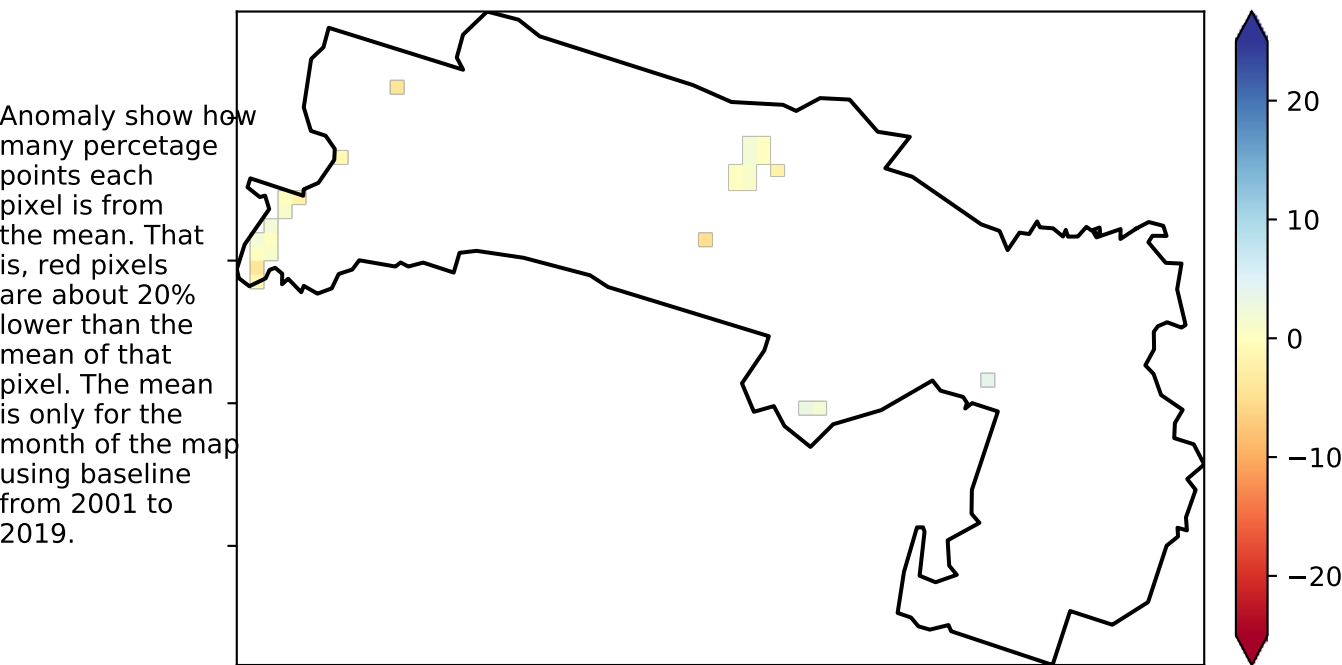 Anomaly show how
many percetage
points each
pixel is from
the mean. That
is, red pixels
are about 20%
lower than the
mean of that
pixel. The mean
is only for the
month of the map
using baseline
from 2001 to
2019.
20
10
0
−10
−20